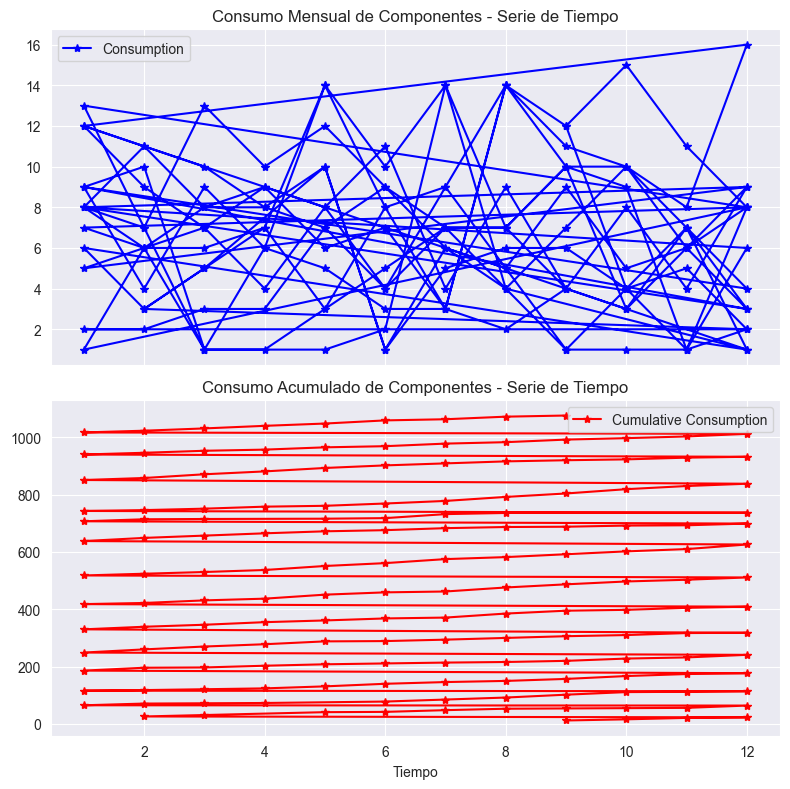 Consumo Mensual de Componentes - Serie de Tiempo
Consumption
16
14
12
10
8
6
4
2
Consumo Acumulado de Componentes - Serie de Tiempo
Cumulative Consumption
1000
800
600
400
200
0
2 4 6 8 10 12
Tiempo